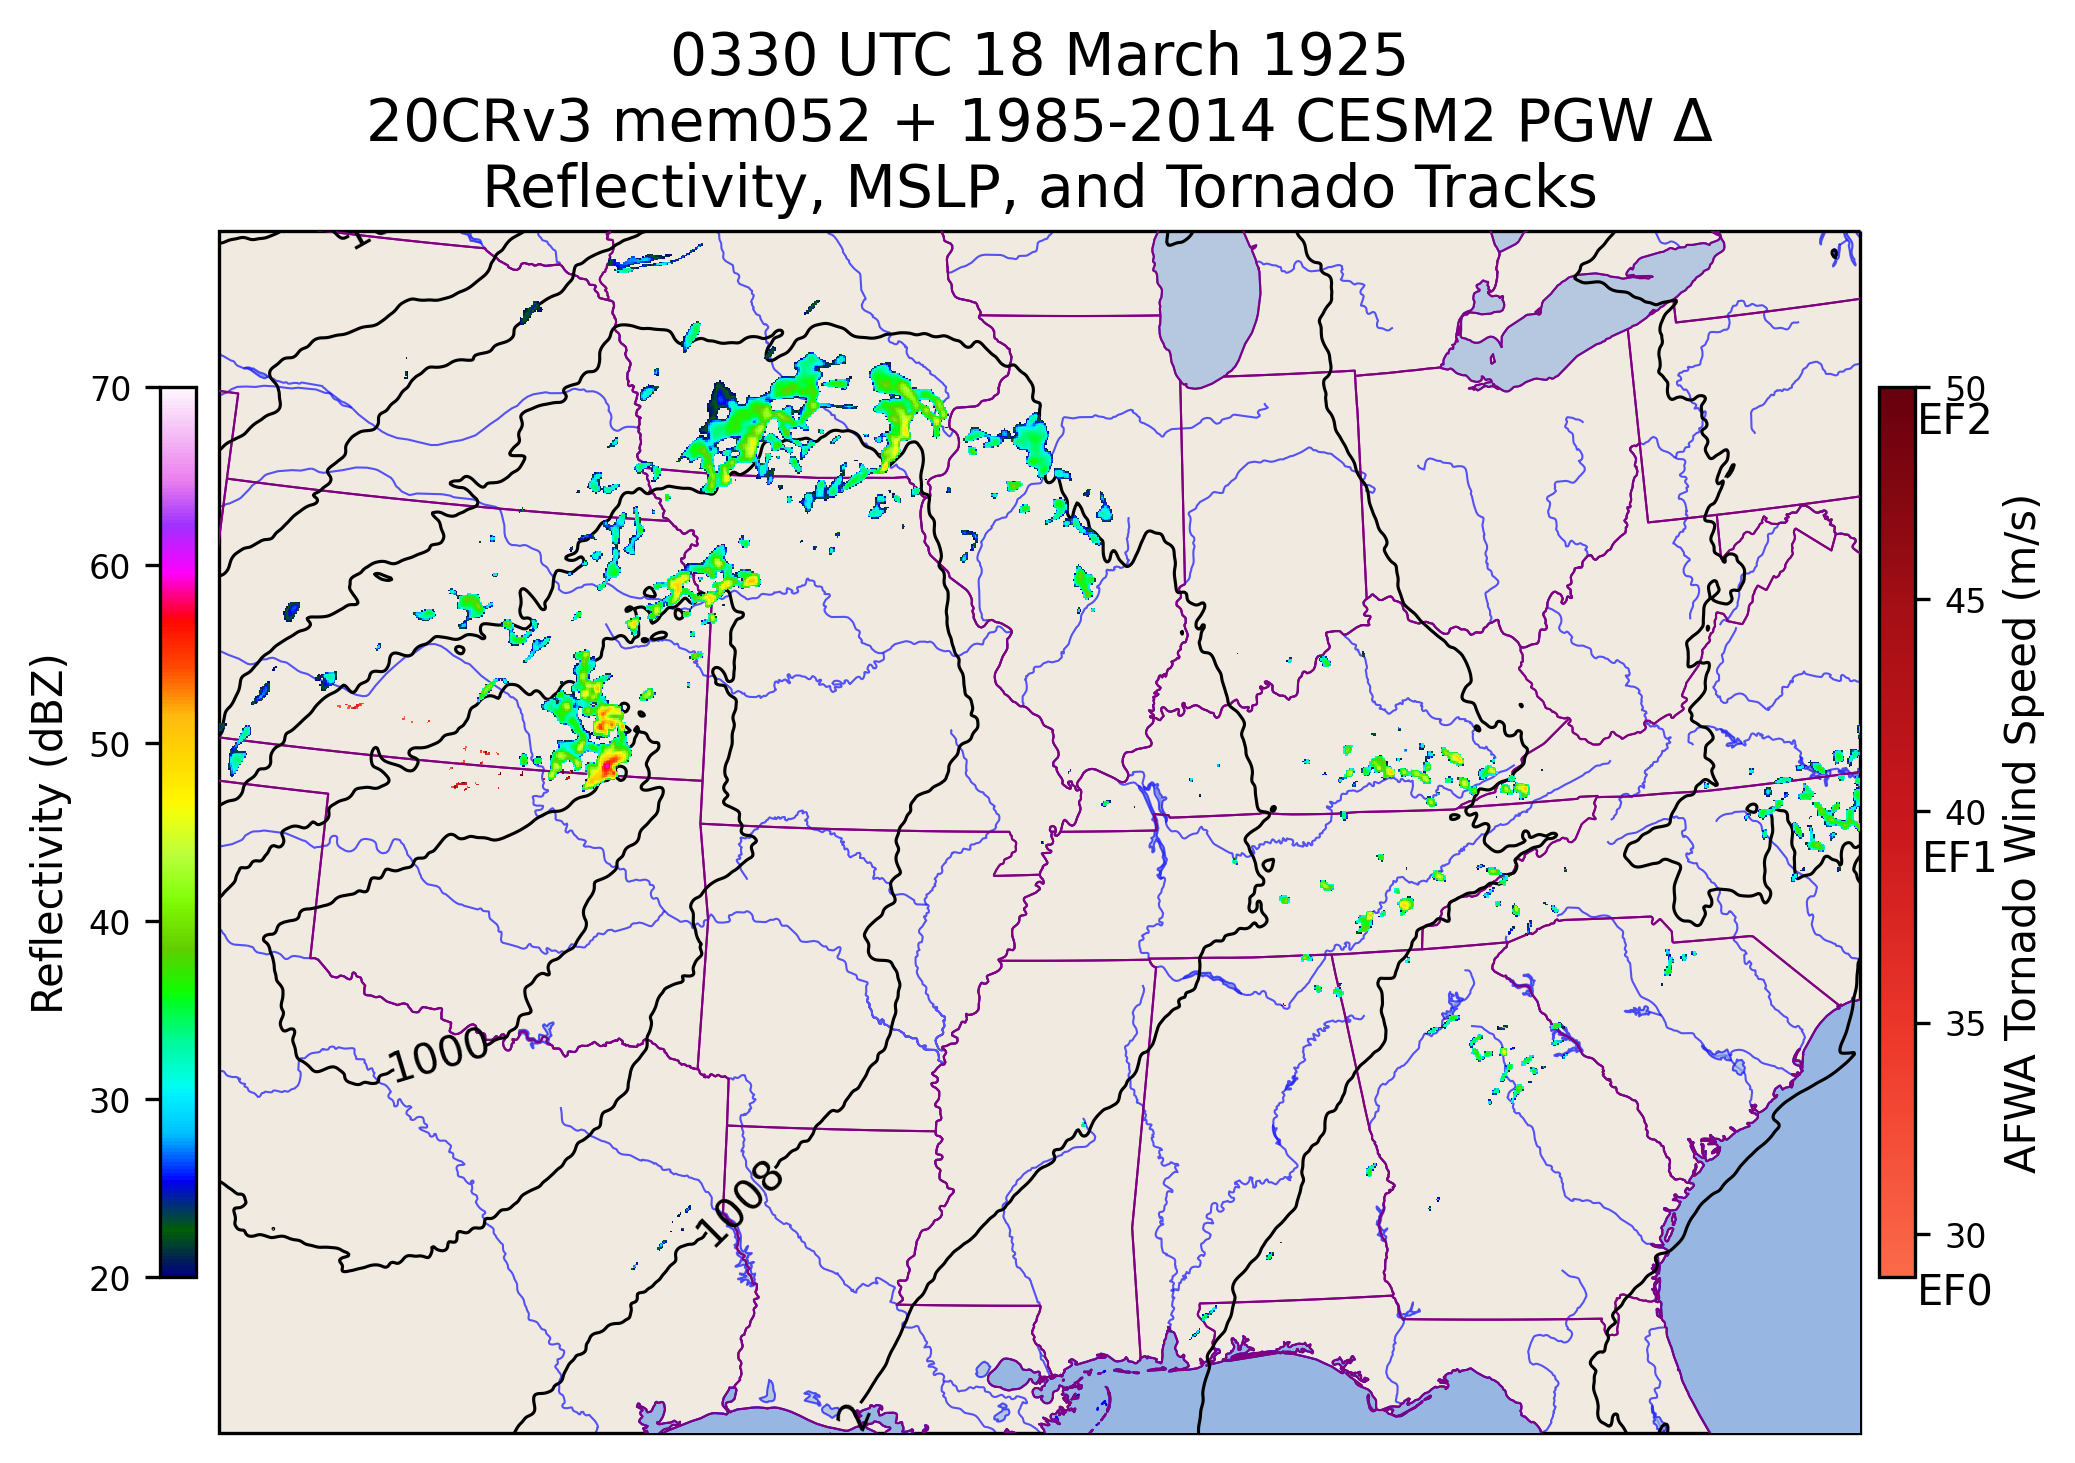 0330 UTC 18 March 1925
20CRv3 mem052 + 1985-2014 CESM2 PGW Δ
Reflectivity, MSLP, and Tornado Tracks
70
60
50
40
30
20
Reflectivity (dBZ)
1000
1008
2
50
EF2
45
40
EF1
35
30
EF0
AFWA Tornado Wind Speed (m/s)